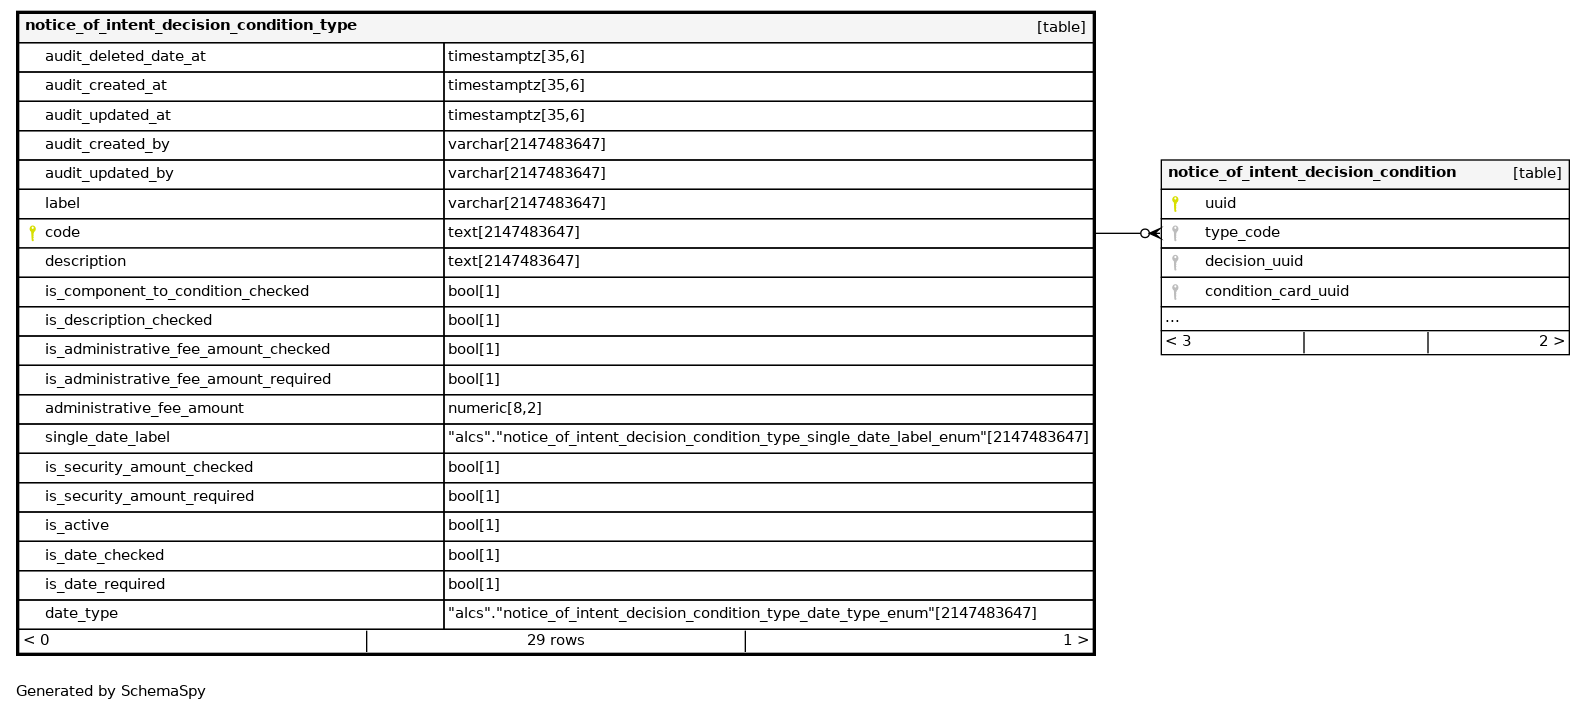 notice_of_intent_decision_condition_type [table]
audit_deleted_date_at timestamptz[35,6]
audit_created_at timestamptz[35,6]
audit_updated_at timestamptz[35,6]
audit_created_by varchar[2147483647]
audit_updated_by varchar[2147483647]
label varchar[2147483647]
code text[2147483647]
description text[2147483647]
is_component_to_condition_checked bool[1]
is_description_checked bool[1]
is_administrative_fee_amount_checked bool[1]
is_administrative_fee_amount_required bool[1]
administrative_fee_amount numeric[8,2]
single_date_label "alcs"."notice_of_intent_decision_condition_type_single_date_label_enum"[2147483647]
is_security_amount_checked bool[1]
is_security_amount_required bool[1]
is_active bool[1]
is_date_checked bool[1]
is_date_required bool[1]
date_type "alcs"."notice_of_intent_decision_condition_type_date_type_enum"[2147483647]
< 0 29 rows 1 >
notice_of_intent_decision_condition [table]
uuid
type_code
decision_uuid
condition_card_uuid
...
< 3 2 >
Generated by SchemaSpy